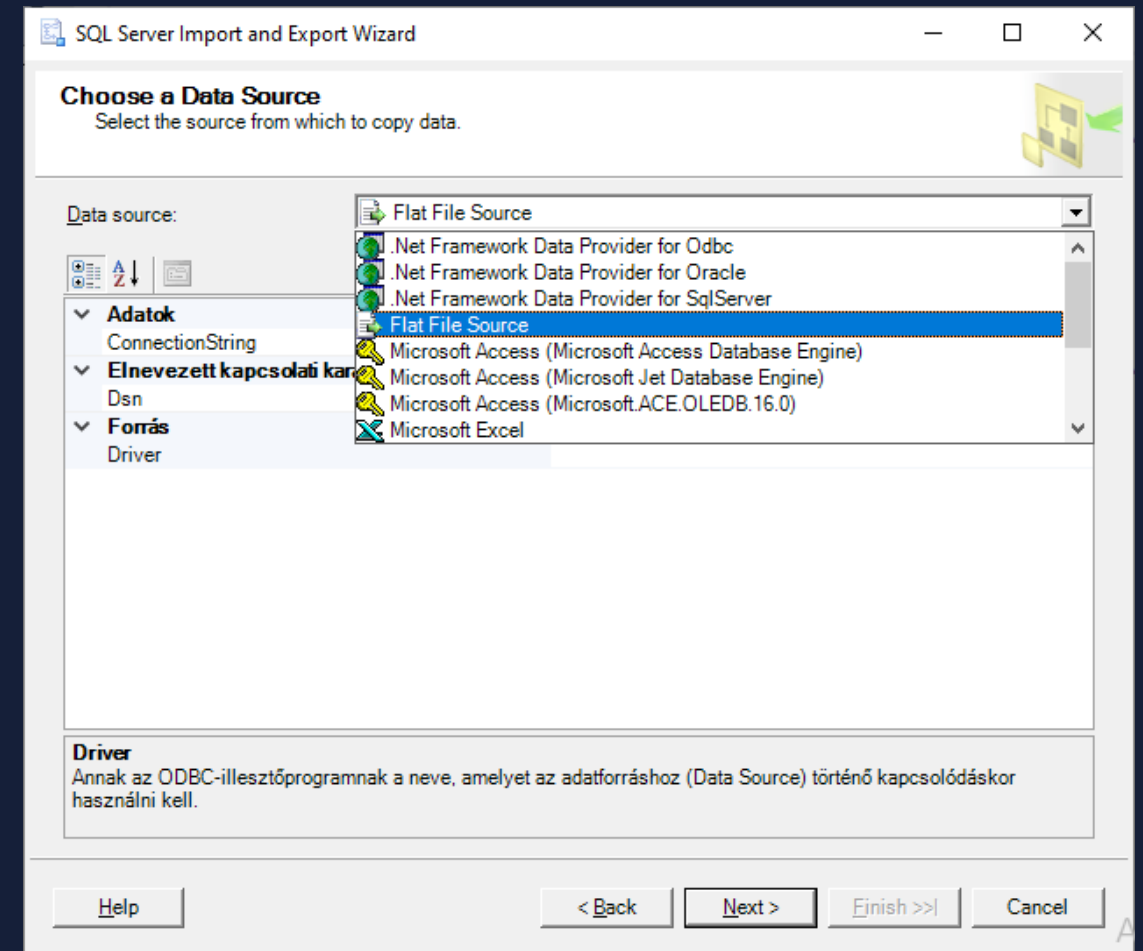 SQL Server Import and Export Wizard
Choose a Data Source
Select the source from which to copy data.
Data source:
Flat File Source
.Net Framework Data Provider for Odbc
.Net Framework Data Provider for Oracle
.Net Framework Data Provider for SqlServer
Flat File Source
Microsoft Access (Microsoft Access Database Engine)
Microsoft Access (Microsoft Jet Database Engine)
Microsoft Access (Microsoft.ACE.OLEDB.16.0)
Microsoft Excel
Adatok
ConnectionString
Elnevezett kapcsolati
Dsn
Forrás
Driver
Driver
Annak az ODBC-illesztőprogramnak a neve, amelyet az adatforráshoz (Data Source) történő kapcsolódáskor
használni kell.
Help
< Back
Next >
Finish >>|
Cancel